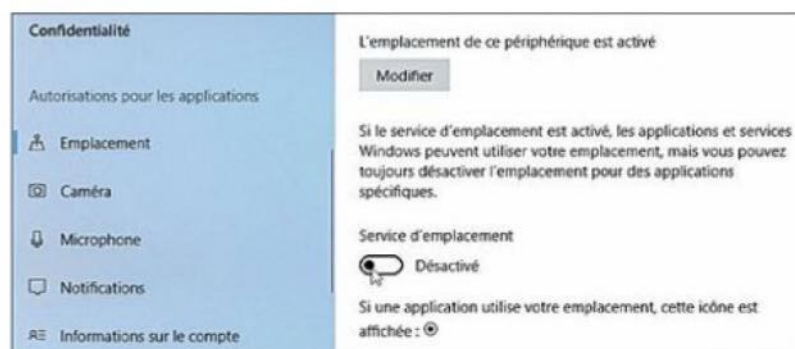 Confidentialité
Autorisations pour les applications
Emplacement
Caméra
Microphone
Notifications
Informations sur le compte
L'emplacement de ce périphérique est activé
Modifier
Si le service d'emplacement est activé, les applications et services
Windows peuvent utiliser votre emplacement, mais vous pouvez
toujours désactiver l'emplacement pour des applications
spécifiques.
Service d'emplacement
Désactivé
Si une application utilise votre emplacement, cette icône est
affichée :